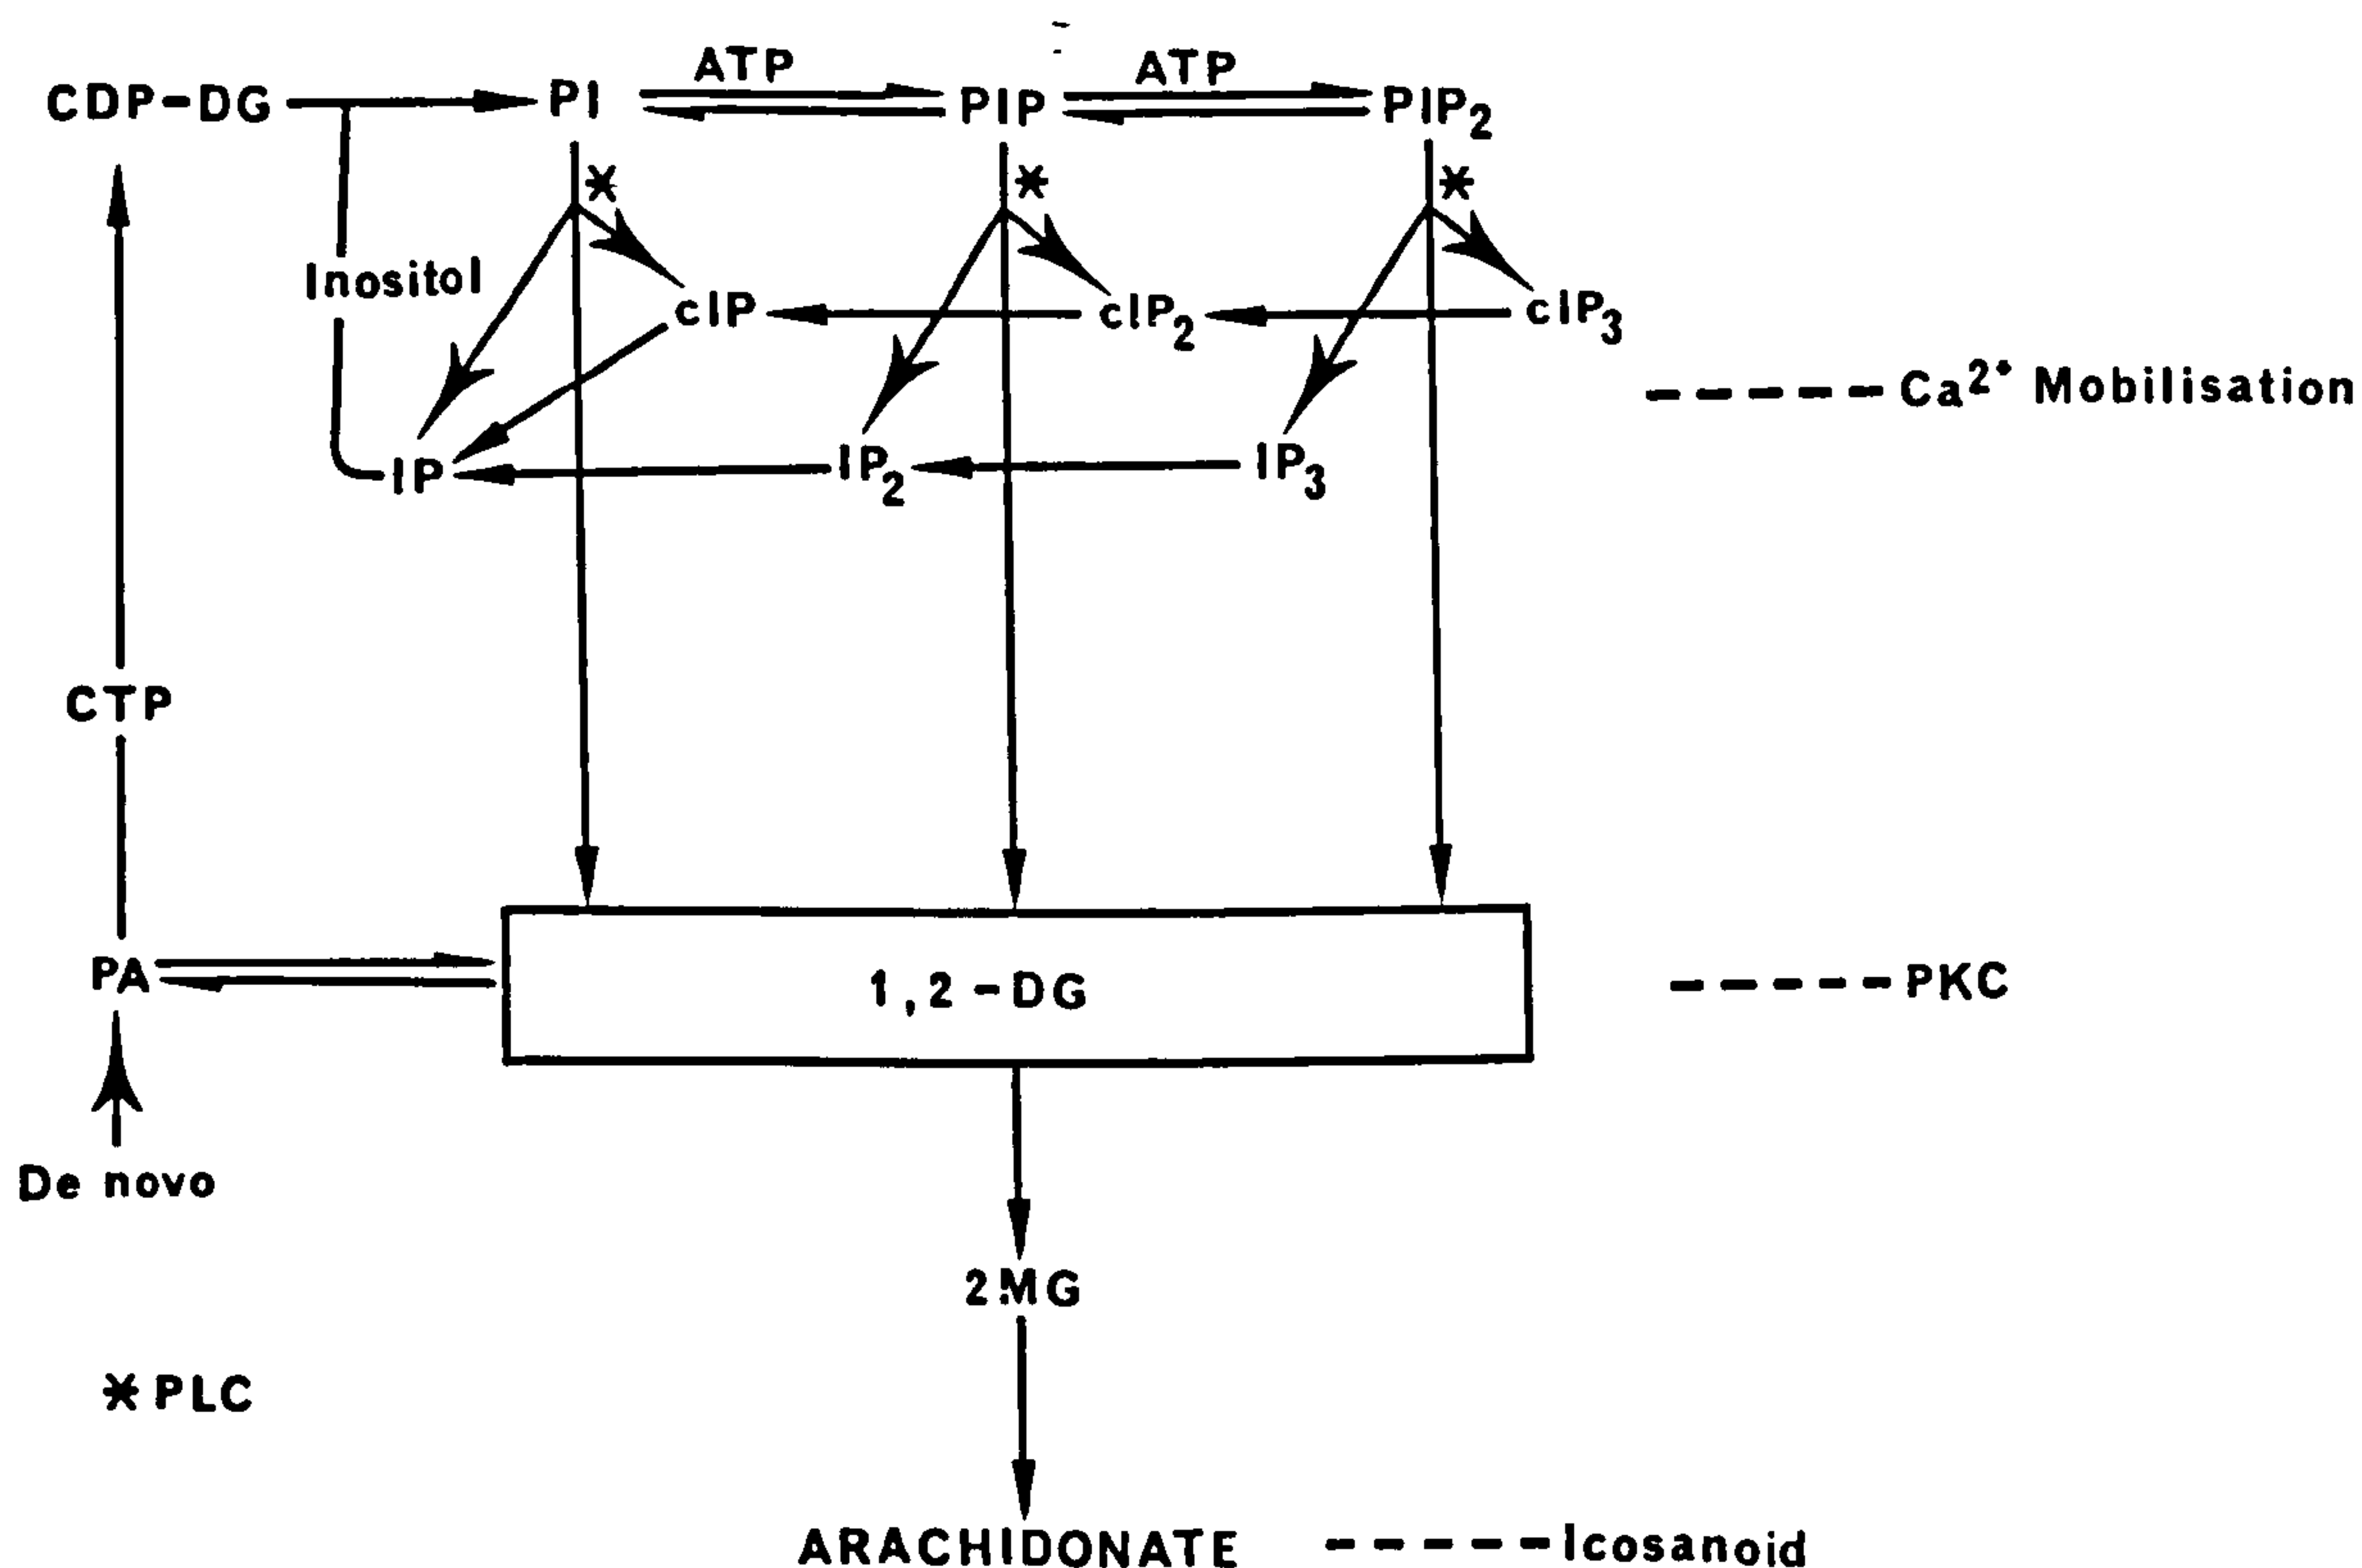 ATP ATP
CDP-DG PI PIP PIP2
* * *
Inositol cIP cIP2 cIP3
Ca2+ Mobilisation
IP IP2 IP3
CTP
PA 1,2-DG PKC
De novo
2MG
* PLC
ARACHIDONATE Icosanoid